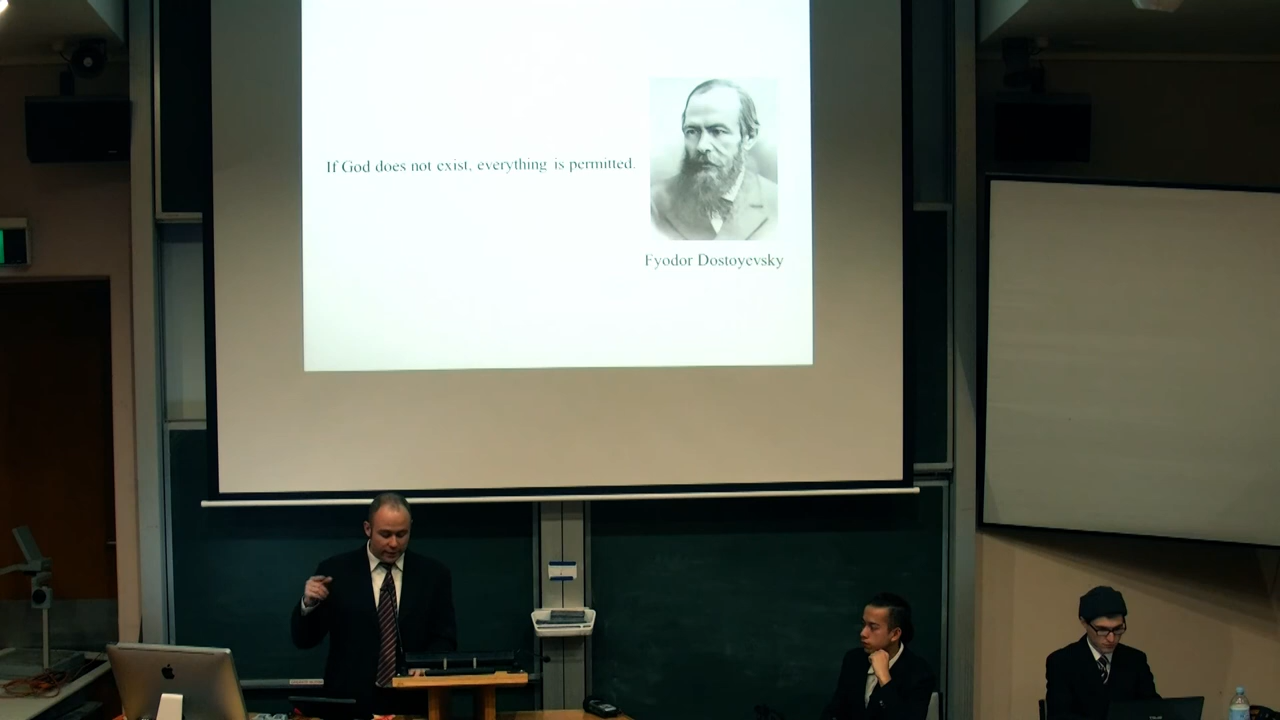 If God does not exist, everything is permitted.
Fyodor Dostoyevsky